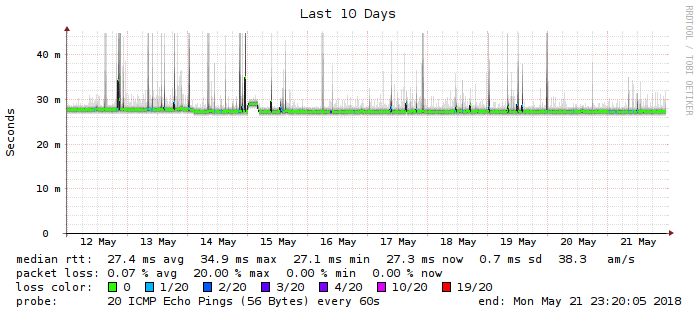 Last 10 Days
RRDTOOL / TOBI OETIKER
Seconds
40 m
30 m
20 m
10 m
0
12 May 13 May 14 May 15 May 16 May 17 May 18 May 19 May 20 May 21 May
median rtt: 27.4 ms avg 34.9 ms max 27.1 ms min 27.3 ms now 0.7 ms sd 38.3 am/s
packet loss: 0.07 % avg 20.00 % max 0.00 % min 0.00 % now
loss color: 0 1/20 2/20 3/20 4/20 10/20 19/20
probe: 20 ICMP Echo Pings (56 Bytes) every 60s end: Mon May 21 23:20:05 2018